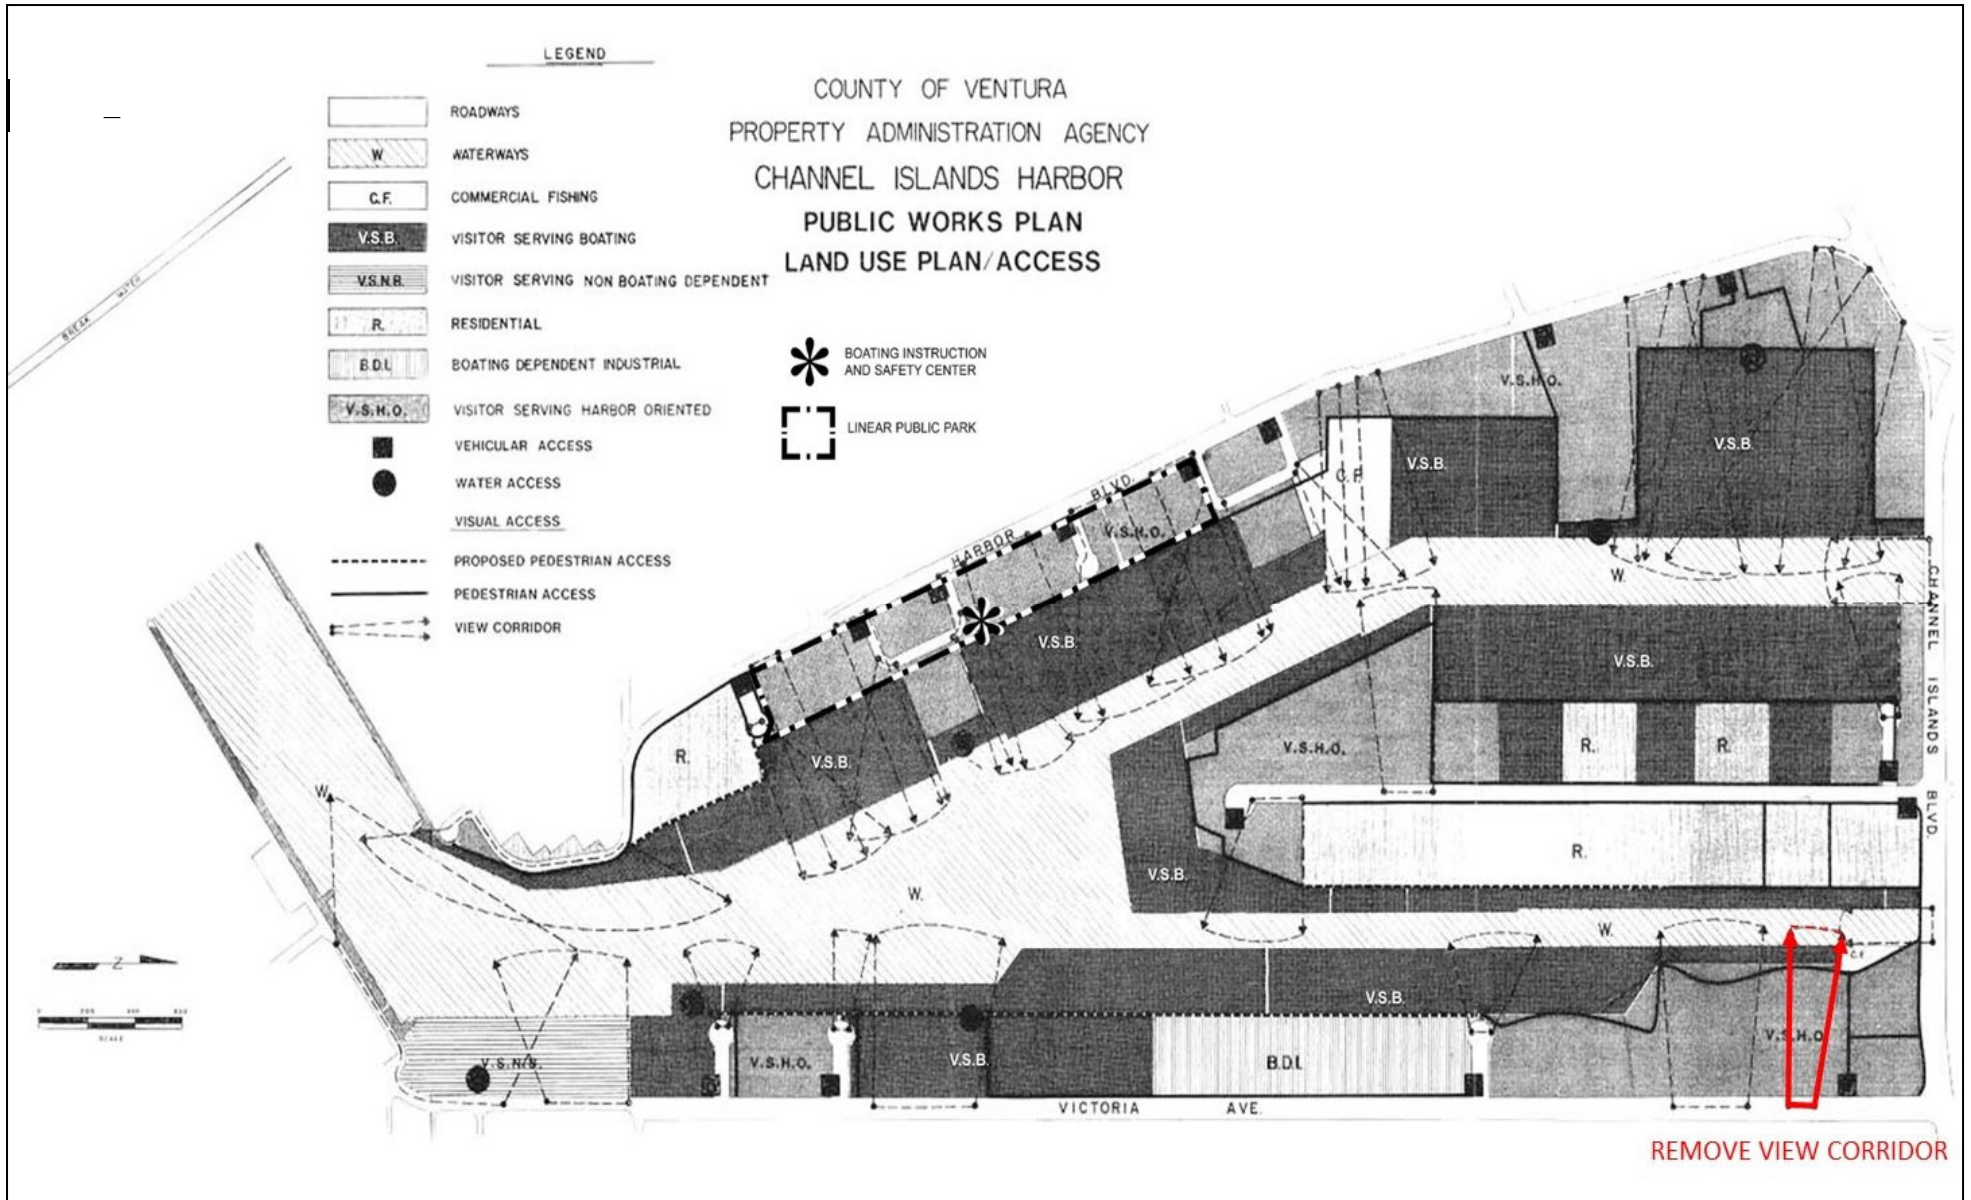 LEGEND
ROADWAYS
W
WATERWAYS
C.F.
COMMERCIAL FISHING
V.S.B.
VISITOR SERVING BOATING
V.S.N.B.
VISITOR SERVING NON BOATING DEPENDENT
R.
RESIDENTIAL
B.D.I.
BOATING DEPENDENT INDUSTRIAL
V.S.H.O.
VISITOR SERVING HARBOR ORIENTED
VEHICULAR ACCESS
WATER ACCESS
VISUAL ACCESS
PROPOSED PEDESTRIAN ACCESS
PEDESTRIAN ACCESS
VIEW CORRIDOR
COUNTY OF VENTURA
PROPERTY ADMINISTRATION AGENCY
CHANNEL ISLANDS HARBOR
PUBLIC WORKS PLAN
LAND USE PLAN/ACCESS
BOATING INSTRUCTION
AND SAFETY CENTER
LINEAR PUBLIC PARK
BREAK WATER
HARBOR BLVD.
V.S.H.O.
V.S.H.O.
V.S.B.
V.S.B.
C.F.
W.
V.S.B.
V.S.B.
CHANNEL ISLANDS BLVD.
R.
V.S.B.
V.S.H.O.
R.
R.
W.
R.
V.S.B.
W.
W.
C.F.
V.S.B.
V.S.H.O.
V.S.H.O.
V.S.B.
B.D.I.
Z
SCALE
VICTORIA AVE.
REMOVE VIEW CORRIDOR